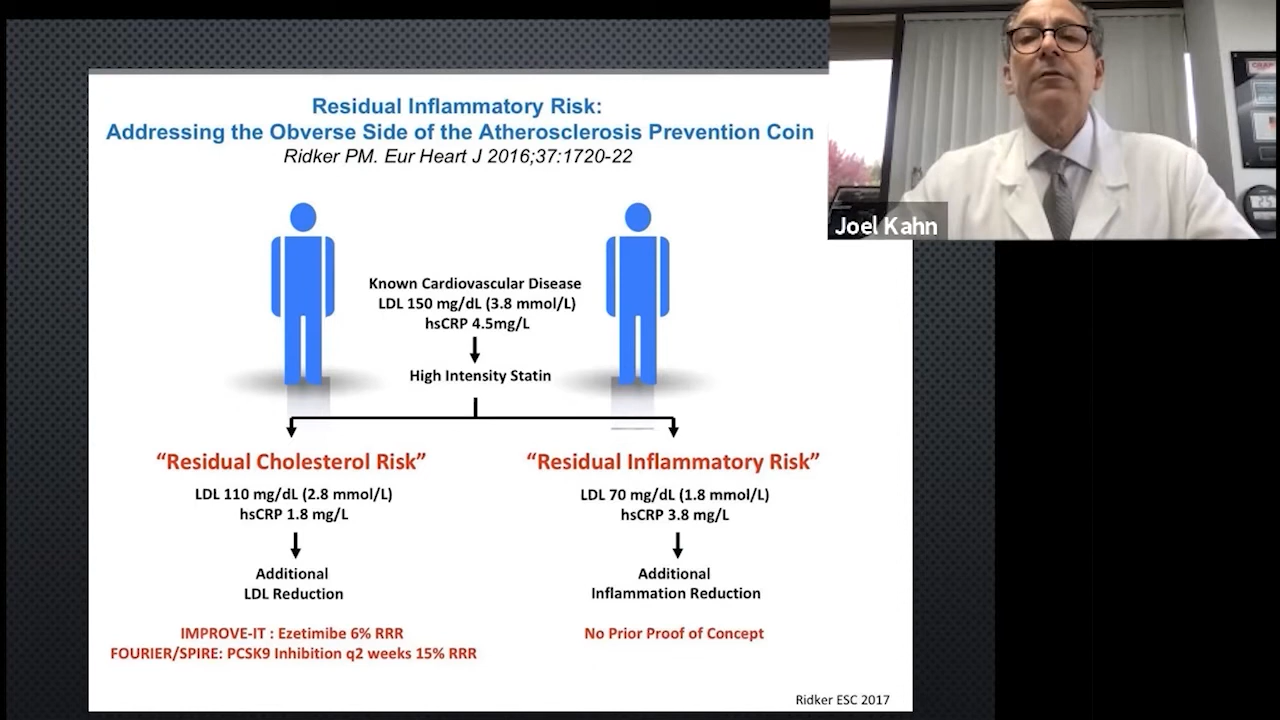 Residual Inflammatory Risk:
Addressing the Obverse Side of the Atherosclerosis Prevention Coin
Ridker PM. Eur Heart J 2016;37:1720-22
Joel Kahn
Known Cardiovascular Disease
LDL 150 mg/dL (3.8 mmol/L)
hsCRP 4.5mg/L
High Intensity Statin
“Residual Cholesterol Risk”
LDL 110 mg/dL (2.8 mmol/L)
hsCRP 1.8 mg/L
Additional
LDL Reduction
IMPROVE-IT : Ezetimibe 6% RRR
FOURIER/SPIRE: PCSK9 Inhibition q2 weeks 15% RRR
“Residual Inflammatory Risk”
LDL 70 mg/dL (1.8 mmol/L)
hsCRP 3.8 mg/L
Additional
Inflammation Reduction
No Prior Proof of Concept
Ridker ESC 2017